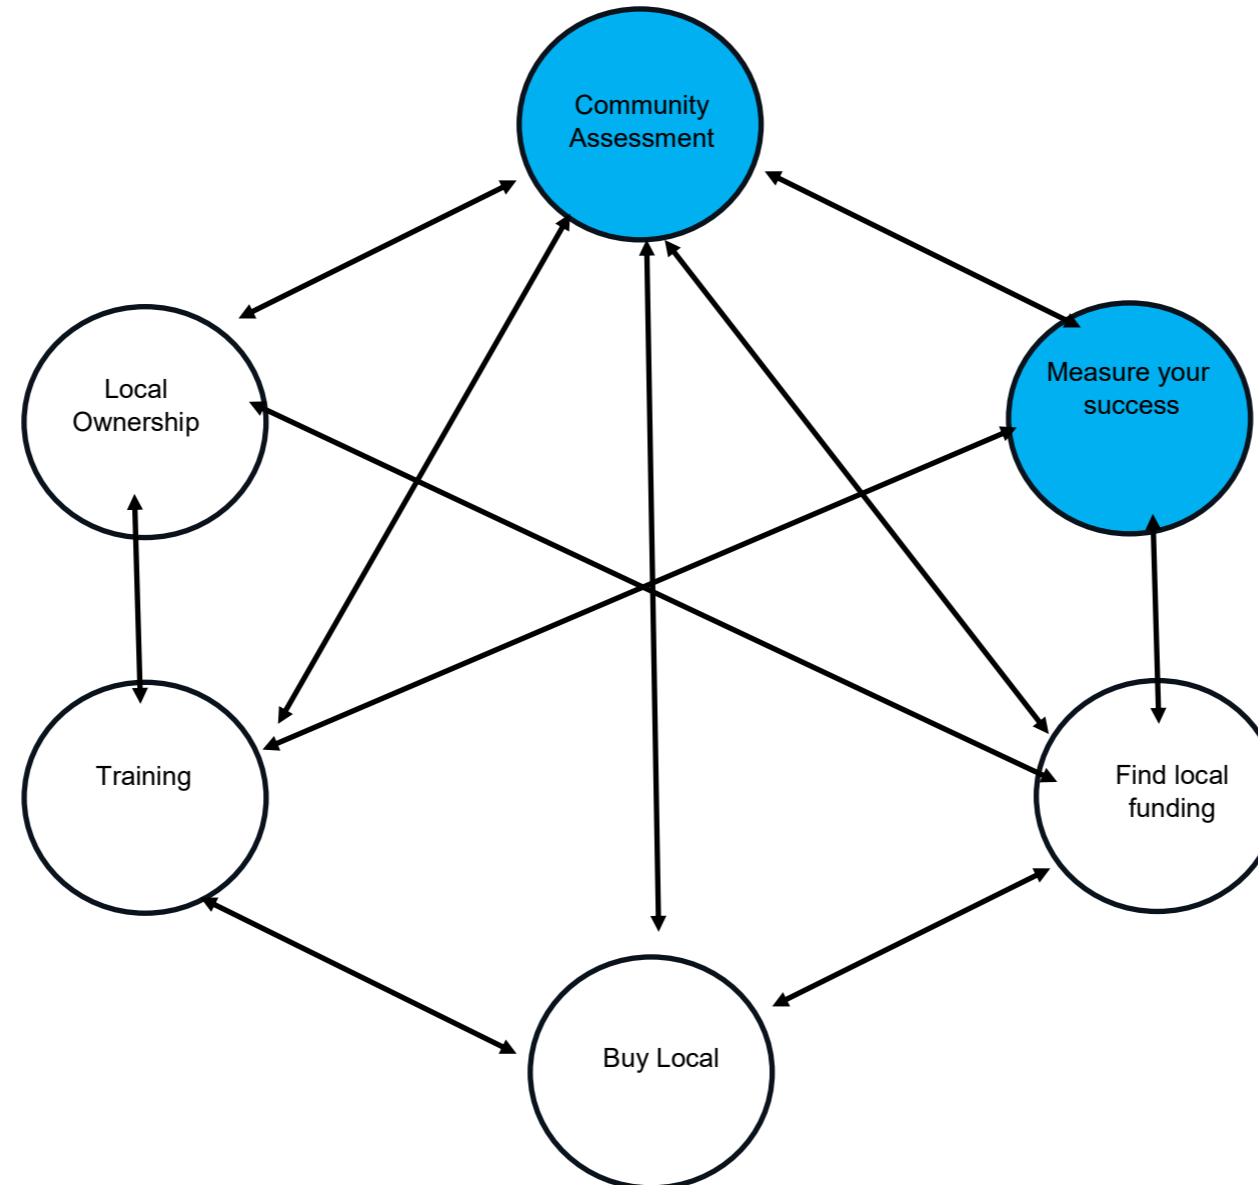 Community
Assessment
Local
Ownership
Measure your
success
Training
Find local
funding
Buy Local